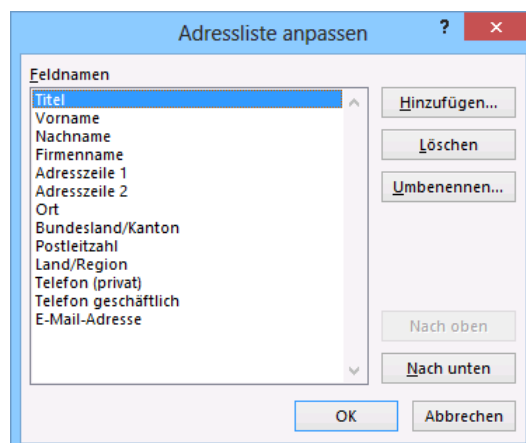 Adressliste anpassen
?
Feldnamen
Titel
Vorname
Nachname
Firmenname
Adresszeile 1
Adresszeile 2
Ort
Bundesland/Kanton
Postleitzahl
Land/Region
Telefon (privat)
Telefon geschäftlich
E-Mail-Adresse
Hinzufügen...
Löschen
Umbenennen...
Nach oben
Nach unten
OK
Abbrechen